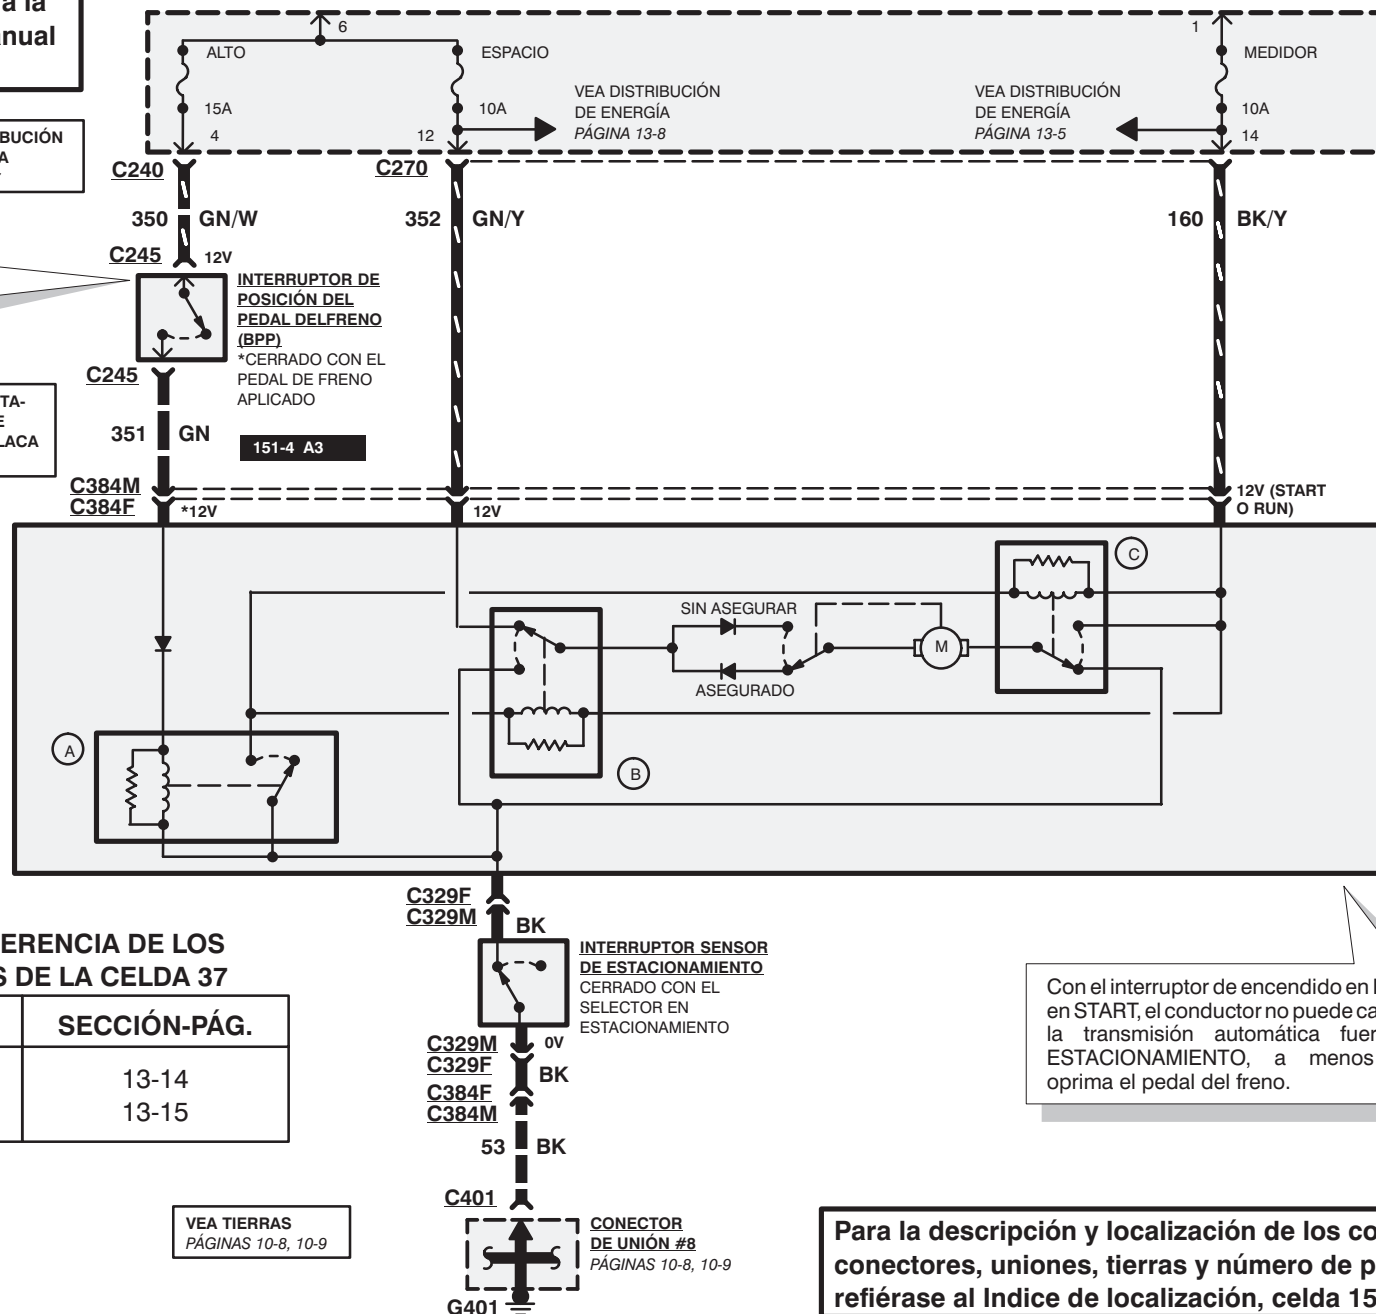 a la
anual
6
1
ALTO
ESPACIO
MEDIDOR
VEA DISTRIBUCIÓN
DE ENERGÍA
PÁGINA 13-8
VEA DISTRIBUCIÓN
DE ENERGÍA
PÁGINA 13-5
15A
10A
10A
4
12
14
BUCIÓN
A
C240
C270
350 GN/W
352 GN/Y
160 BK/Y
C245 12V
INTERRUPTOR DE
POSICIÓN DEL
PEDAL DELFRENO
(BPP)
*CERRADO CON EL
PEDAL DE FRENO
APLICADO
C245
TA-
E
LACA
351 GN
151-4 A3
C384M
C384F
*12V
12V
12V (START
O RUN)
C
SIN ASEGURAR
M
ASEGURADO
A
B
C329F
C329M
BK
INTERRUPTOR SENSOR
DE ESTACIONAMIENTO
CERRADO CON EL
SELECTOR EN
ESTACIONAMIENTO
ERENCIA DE LOS
S DE LA CELDA 37
SECCIÓN-PÁG.
13-14
13-15
Con el interruptor de encendido en
en START, el conductor no puede ca
la transmisión automática fuer
ESTACIONAMIENTO, a menos
oprima el pedal del freno.
C329M 0V
C329F
BK
C384F
C384M
53 BK
C401
VEA TIERRAS
PÁGINAS 10-8, 10-9
CONECTOR
DE UNIÓN #8
PÁGINAS 10-8, 10-9
G401
Para la descripción y localización de los co
conectores, uniones, tierras y número de p
refiérase al Indice de localización, celda 15